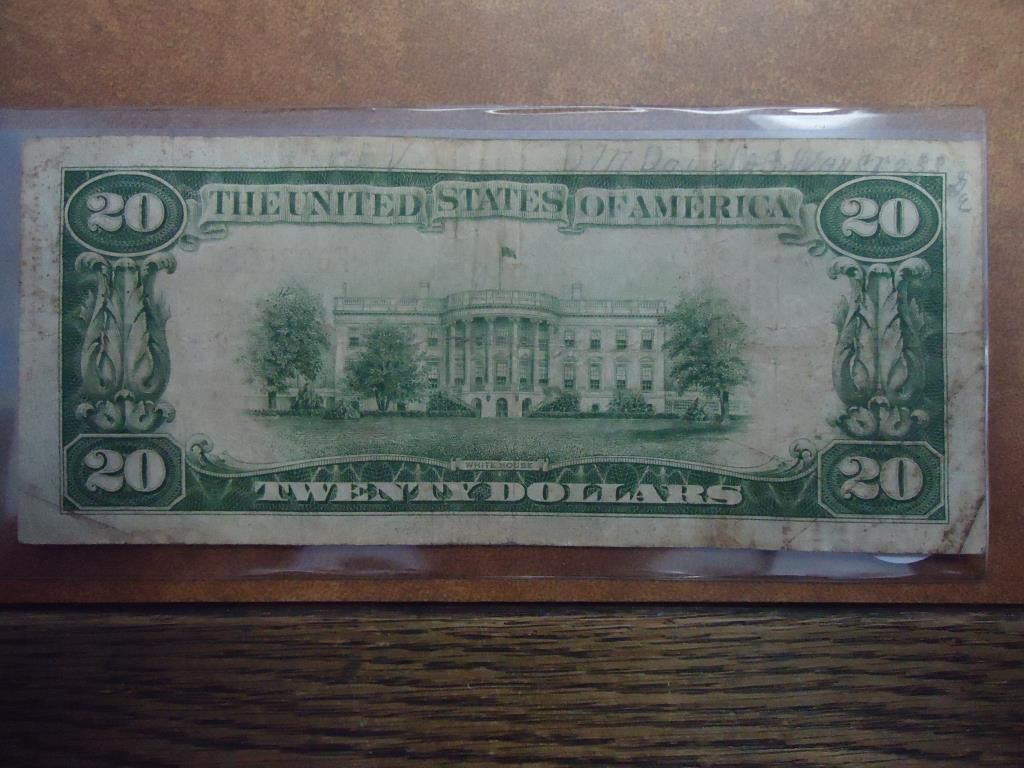 20 THE UNITED STATES OF AMERICA 20
WHITE HOUSE
20 TWENTY DOLLARS 20